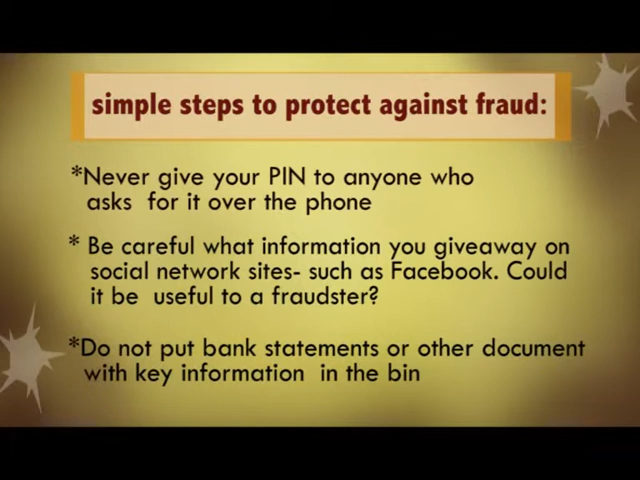 simple steps to protect against fraud:
*Never give your PIN to anyone who
asks for it over the phone
* Be careful what information you giveaway on
social network sites- such as Facebook. Could
it be useful to a fraudster?
*Do not put bank statements or other document
with key information in the bin